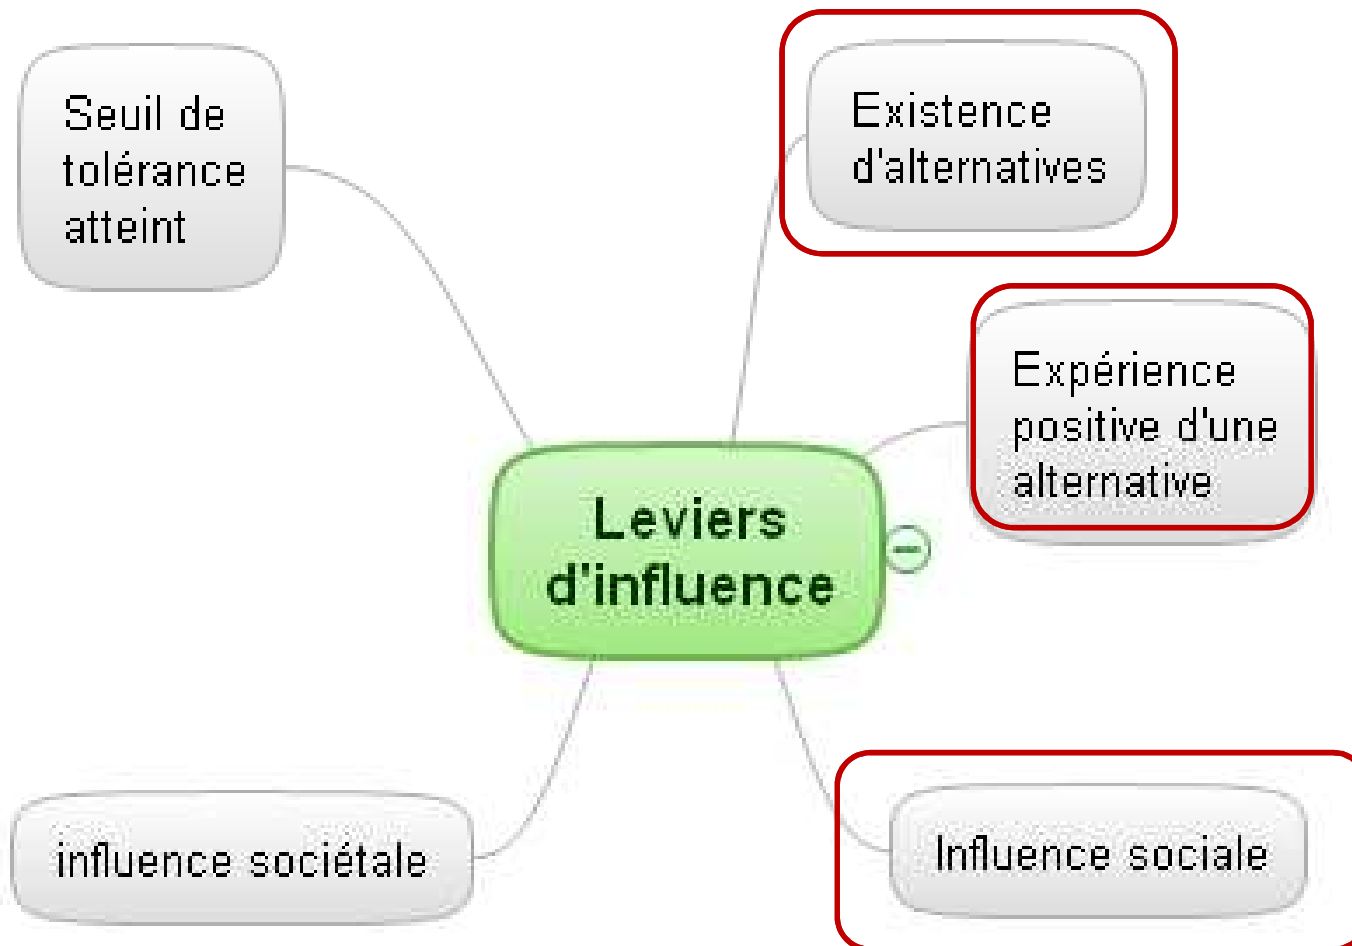 Seuil de
tolérance
atteint
Existence
d'alternatives
Expérience
positive d'une
alternative
Leviers
d'influence
influence sociétale
Influence sociale